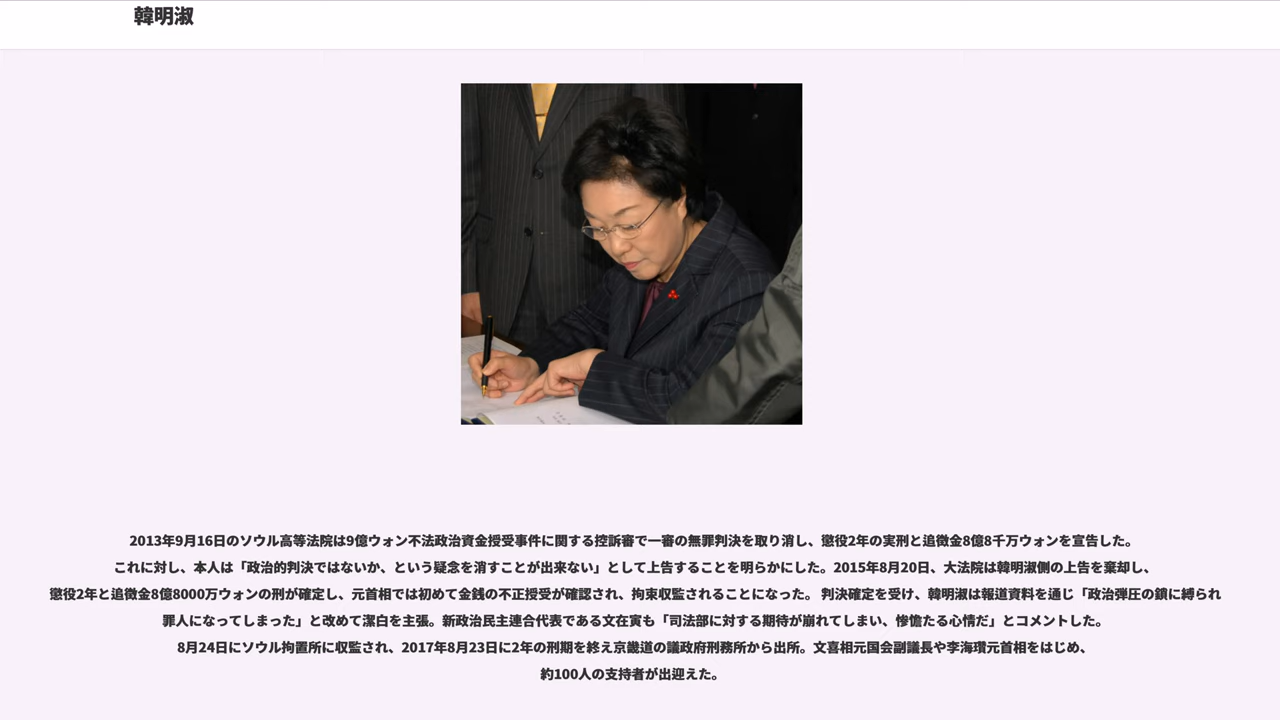 韓明淑
2013年9月16日のソウル高等法院は9億ウォン不法政治資金授受事件に関する控訴審で一審の無罪判決を取り消し、懲役2年の実刑と追徴金8億8千万ウォンを宣告した。
これに対し、本人は「政治的判決ではないか、という疑念を消すことが出来ない」として上告することを明らかにした。2015年8月20日、大法院は韓明淑側の上告を棄却し、
懲役2年と追徴金8億8000万ウォンの刑が確定し、元首相では初めて金銭の不正授受が確認され、拘束収監されることになった。 判決確定を受け、韓明淑は報道資料を通じ「政治弾圧の鎖に縛られ
罪人になってしまった」と改めて潔白を主張。新政治民主連合代表である文在寅も「司法部に対する期待が崩れてしまい、惨憺たる心情だ」とコメントした。
8月24日にソウル拘置所に収監され、2017年8月23日に2年の刑期を終え京畿道の議政府刑務所から出所。文喜相元国会副議長や李海瓚元首相をはじめ、
約100人の支持者が出迎えた。